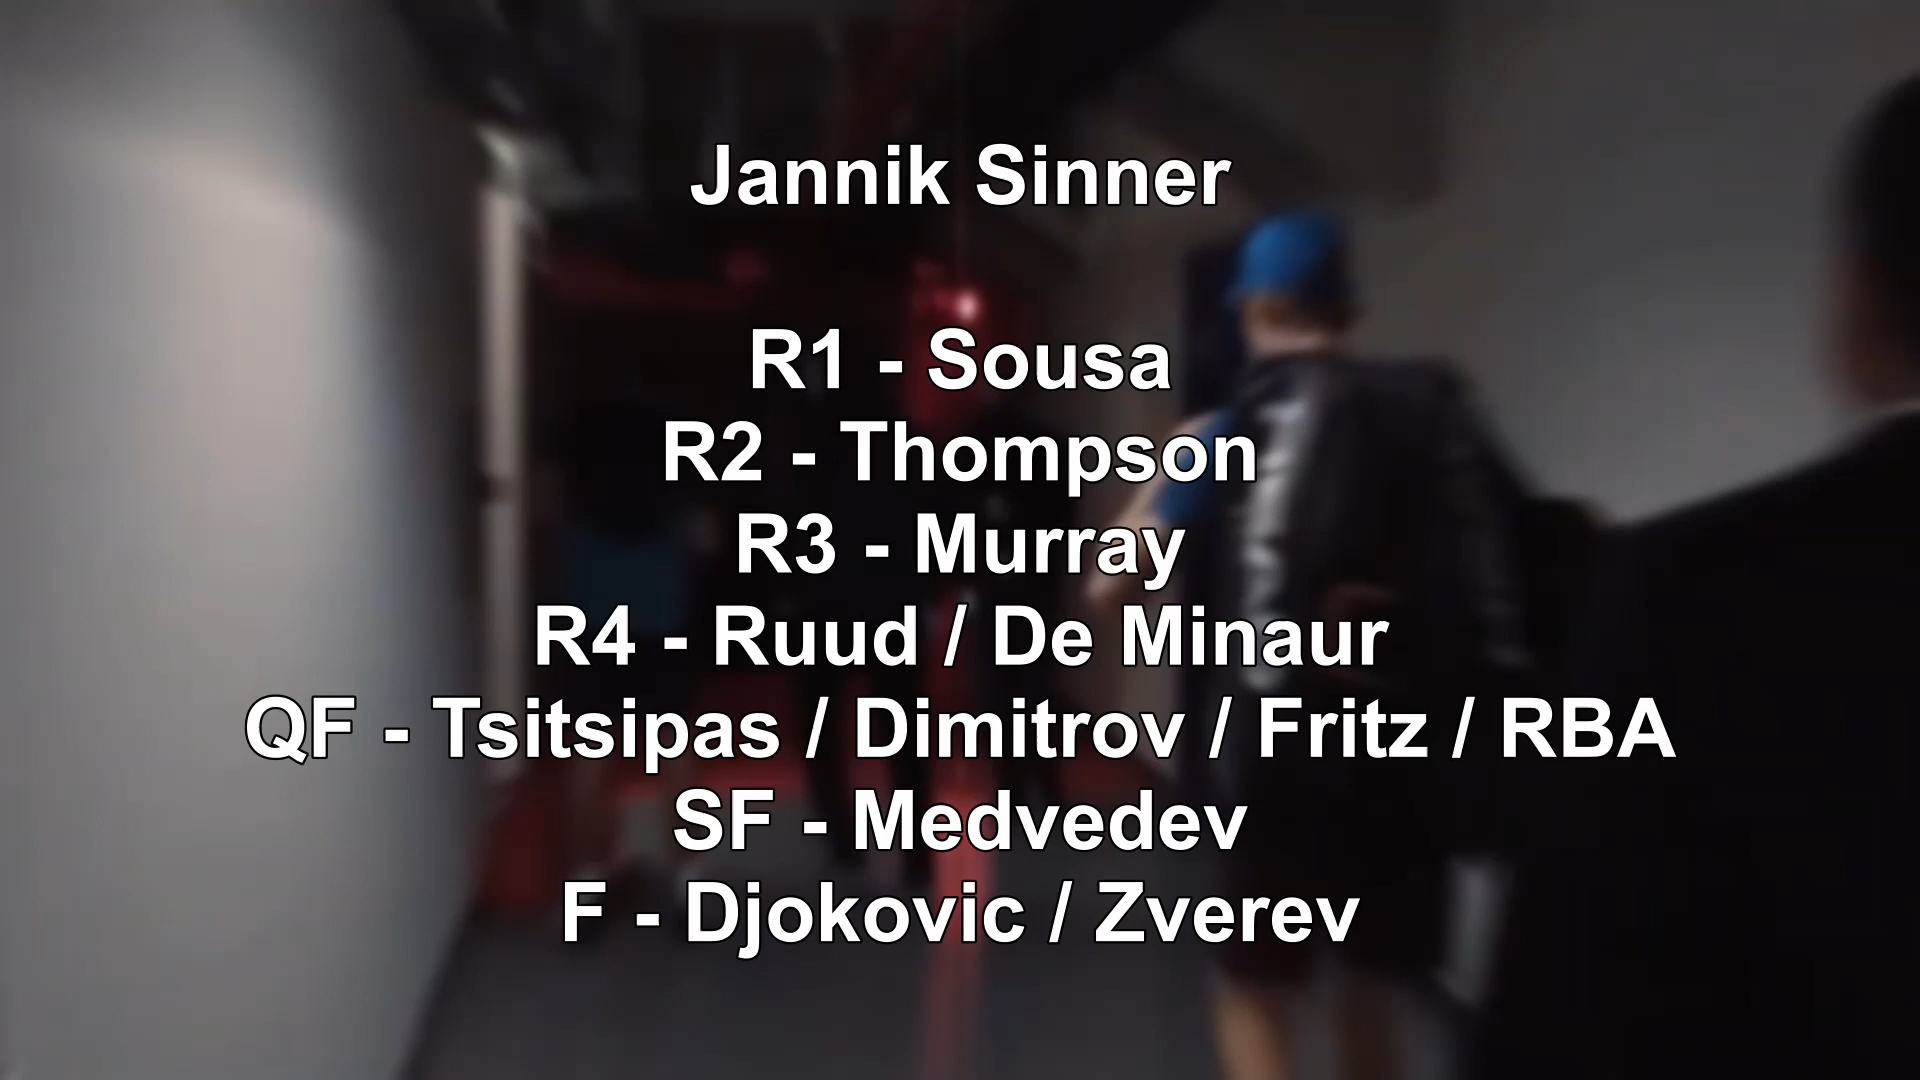 Jannik Sinner
R1 - Sousa
R2 - Thompson
R3 - Murray
R4 - Ruud / De Minaur
QF - Tsitsipas / Dimitrov / Fritz / RBA
SF - Medvedev
F - Djokovic / Zverev